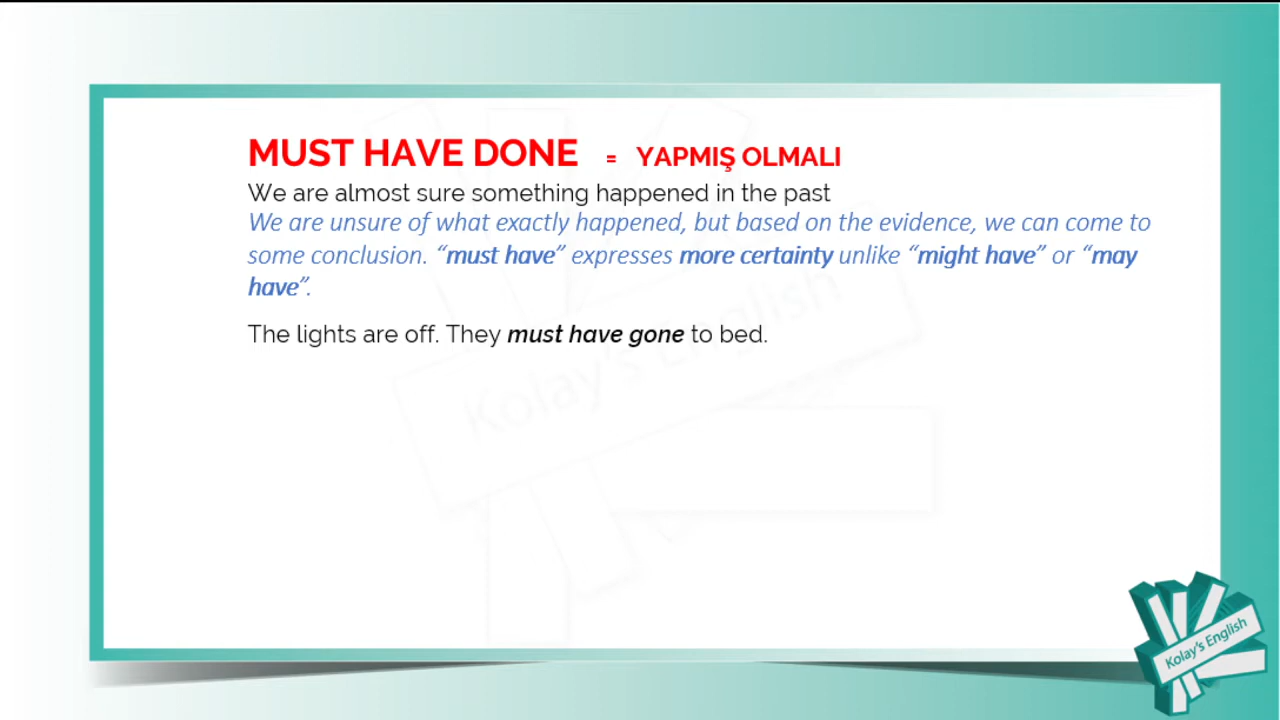 MUST HAVE DONE = YAPMIŞ OLMALI
We are almost sure something happened in the past
We are unsure of what exactly happened, but based on the evidence, we can come to
some conclusion. “must have” expresses more certainty unlike “might have” or “may
have”.
The lights are off. They must have gone to bed.
Kolay's English
Kolay's English